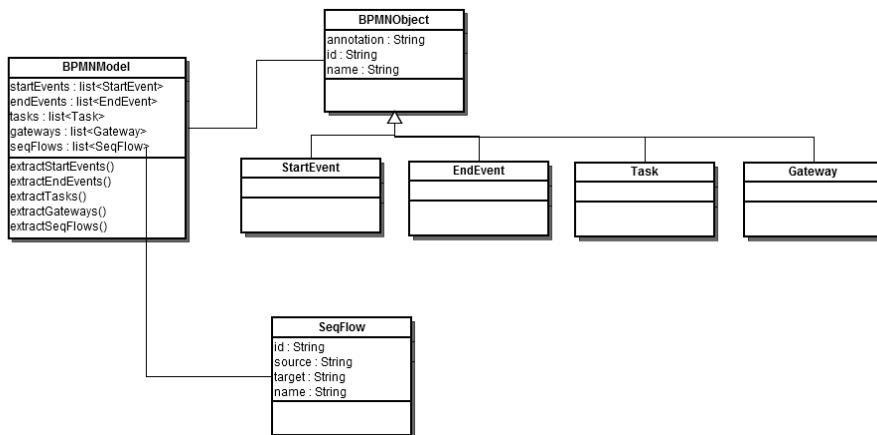 BPMNObject
annotation : String
id : String
name : String
BPMNModel
startEvents : list<StartEvent>
endEvents : list<EndEvent>
tasks : list<Task>
gateways : list<Gateway>
seqFlows : list<SeqFlow>
extractStartEvents()
extractEndEvents()
extractTasks()
extractGateways()
extractSeqFlows()
StartEvent
EndEvent
Task
Gateway
SeqFlow
id : String
source : String
target : String
name : String